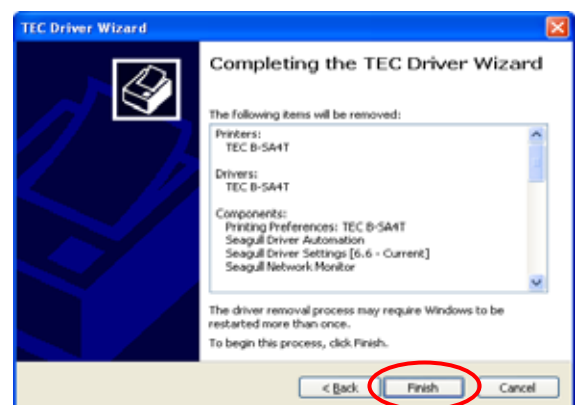 TEC Driver Wizard
Completing the TEC Driver Wizard
The following items will be removed:
Printers:
TEC B-SA4T
Drivers:
TEC B-SA4T
Components:
Printing Preferences: TEC B-SA4T
Seagull Driver Automation
Seagull Driver Settings [6.6 - Current]
Seagull Network Monitor
The driver removal process may require Windows to be
restarted more than once.
To begin this process, click Finish.
< Back Finish Cancel